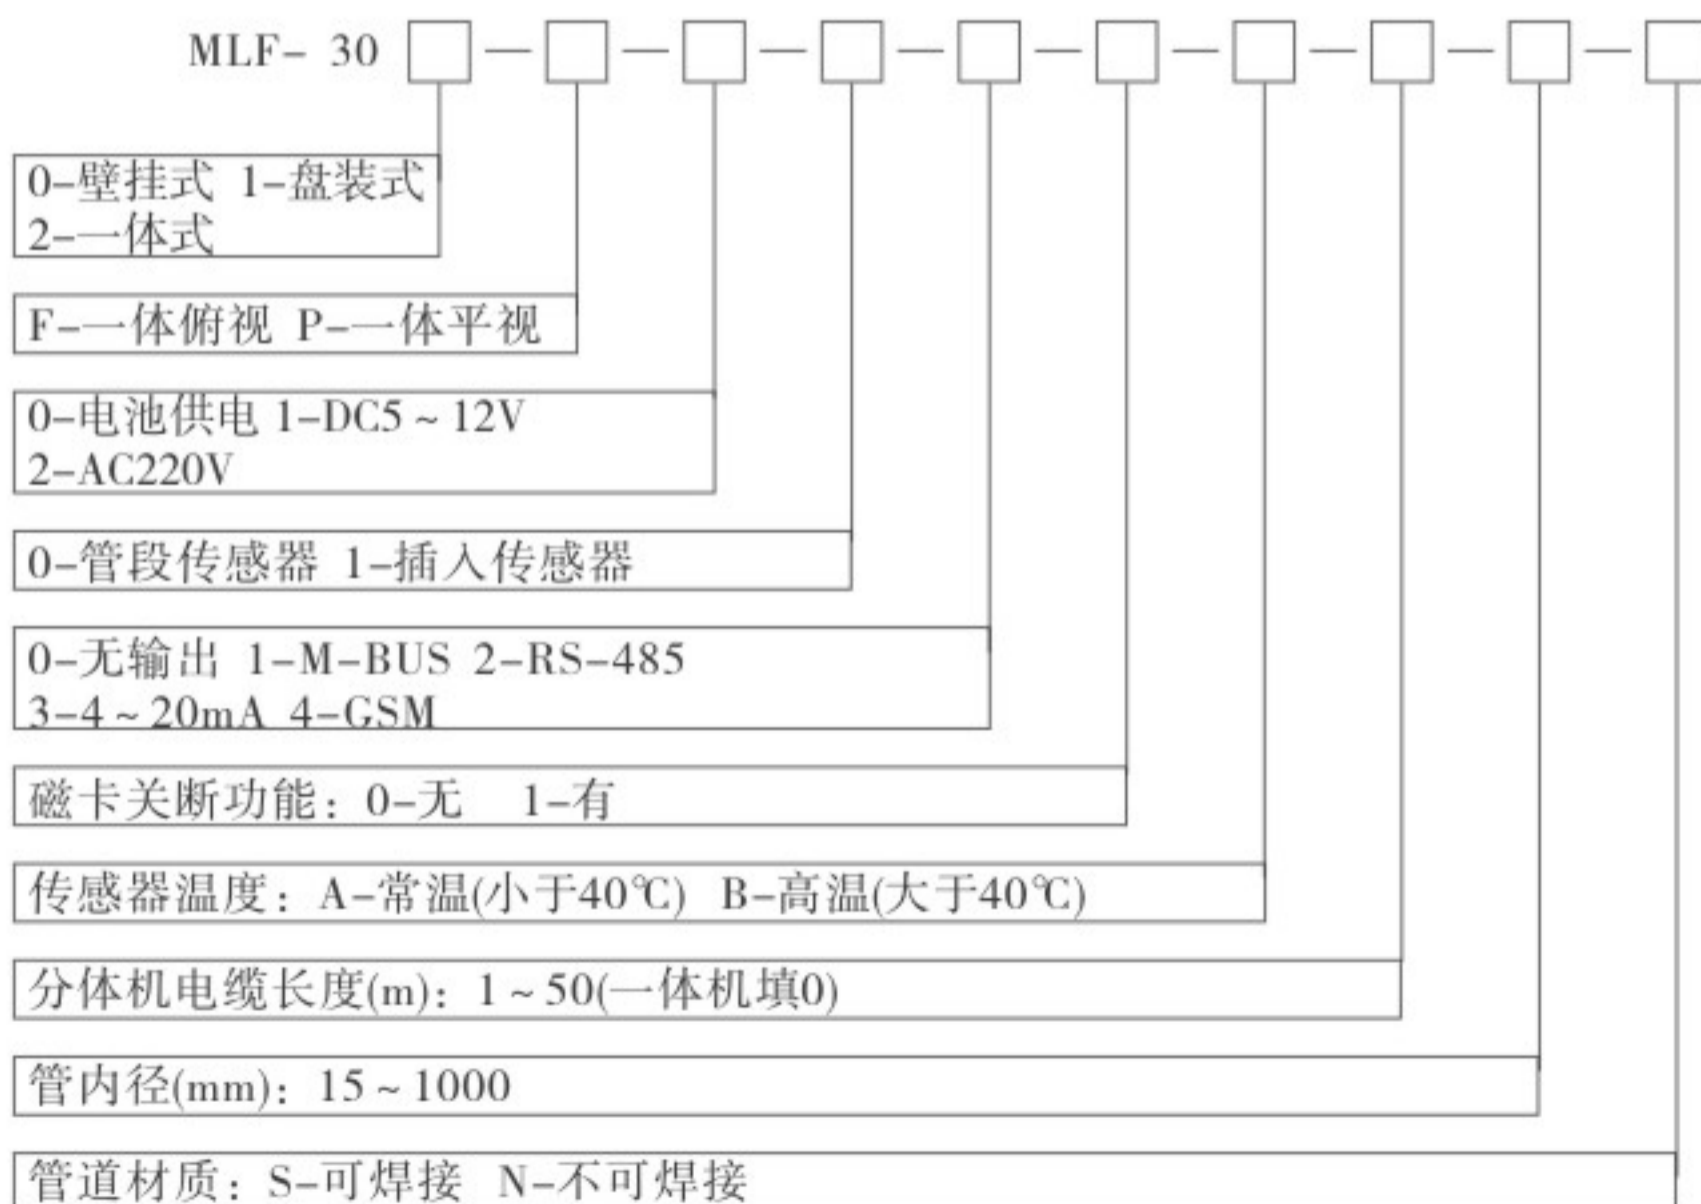 MLF- 30 □ — □ — □ — □ — □ — □ — □ — □ — □ — □
0-壁挂式 1-盘装式
2-一体式
F-一体俯视 P-一体平视
0-电池供电 1-DC5~12V
2-AC220V
0-管段传感器 1-插入传感器
0-无输出 1-M-BUS 2-RS-485
3-4~20mA 4-GSM
磁卡关断功能：0-无 1-有
传感器温度：A-常温(小于40℃) B-高温(大于40℃)
分体机电缆长度(m)：1~50(一体机填0)
管内径(mm)：15~1000
管道材质：S-可焊接 N-不可焊接